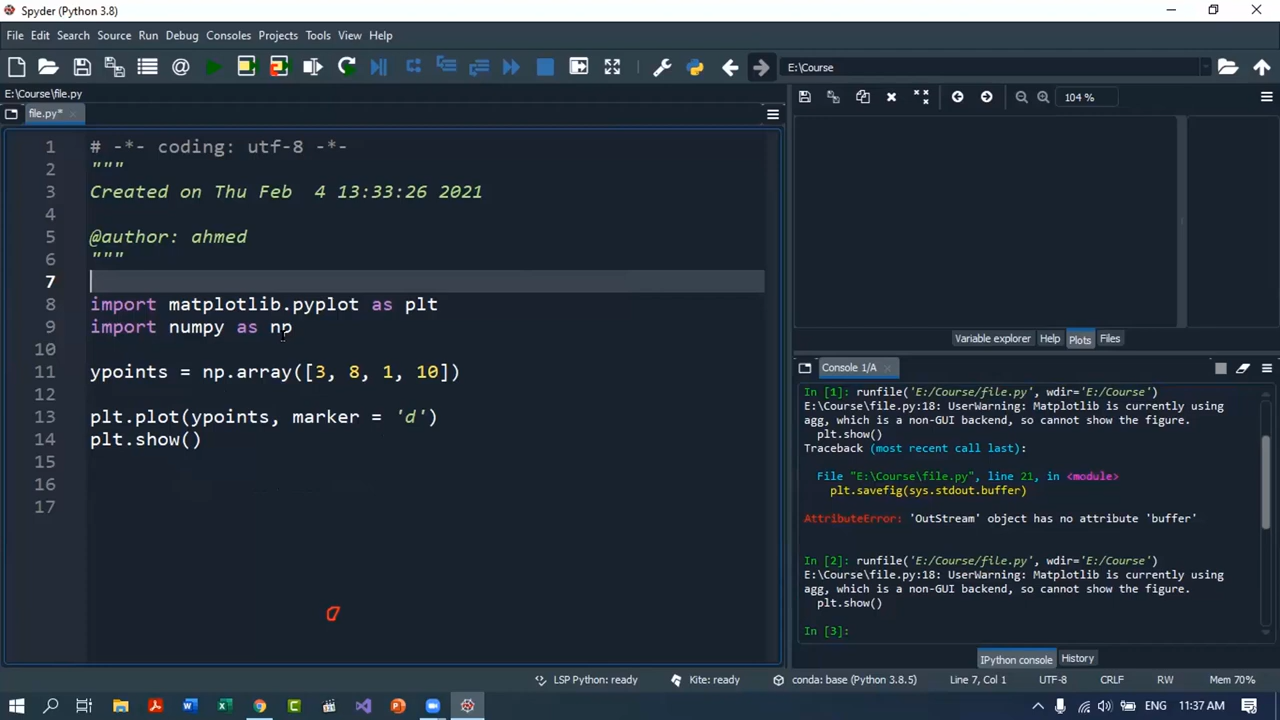 Spyder (Python 3.8)
File Edit Search Source Run Debug Consoles Projects Tools View Help
E:\Course
E:\Course\file.py
file.py*
104 %
1 # -*- coding: utf-8 -*-
2 """
3 Created on Thu Feb  4 13:33:26 2021
4
5 @author: ahmed
6 """
7
8 import matplotlib.pyplot as plt
9 import numpy as np
10
11 ypoints = np.array([3, 8, 1, 10])
12
13 plt.plot(ypoints, marker = 'd')
14 plt.show()
15
16
17
Variable explorer Help Plots Files
Console 1/A
In [1]: runfile('E:/Course/file.py', wdir='E:/Course')
E:\Course\file.py:18: UserWarning: Matplotlib is currently using
agg, which is a non-GUI backend, so cannot show the figure.
plt.show()
Traceback (most recent call last):
File "E:\Course\file.py", line 21, in <module>
plt.savefig(sys.stdout.buffer)
AttributeError: 'OutStream' object has no attribute 'buffer'
In [2]: runfile('E:/Course/file.py', wdir='E:/Course')
E:\Course\file.py:18: UserWarning: Matplotlib is currently using
agg, which is a non-GUI backend, so cannot show the figure.
plt.show()
In [3]:
IPython console History
LSP Python: ready Kite: ready conda: base (Python 3.8.5) Line 7, Col 1 UTF-8 CRLF RW Mem 70%
ENG 11:37 AM